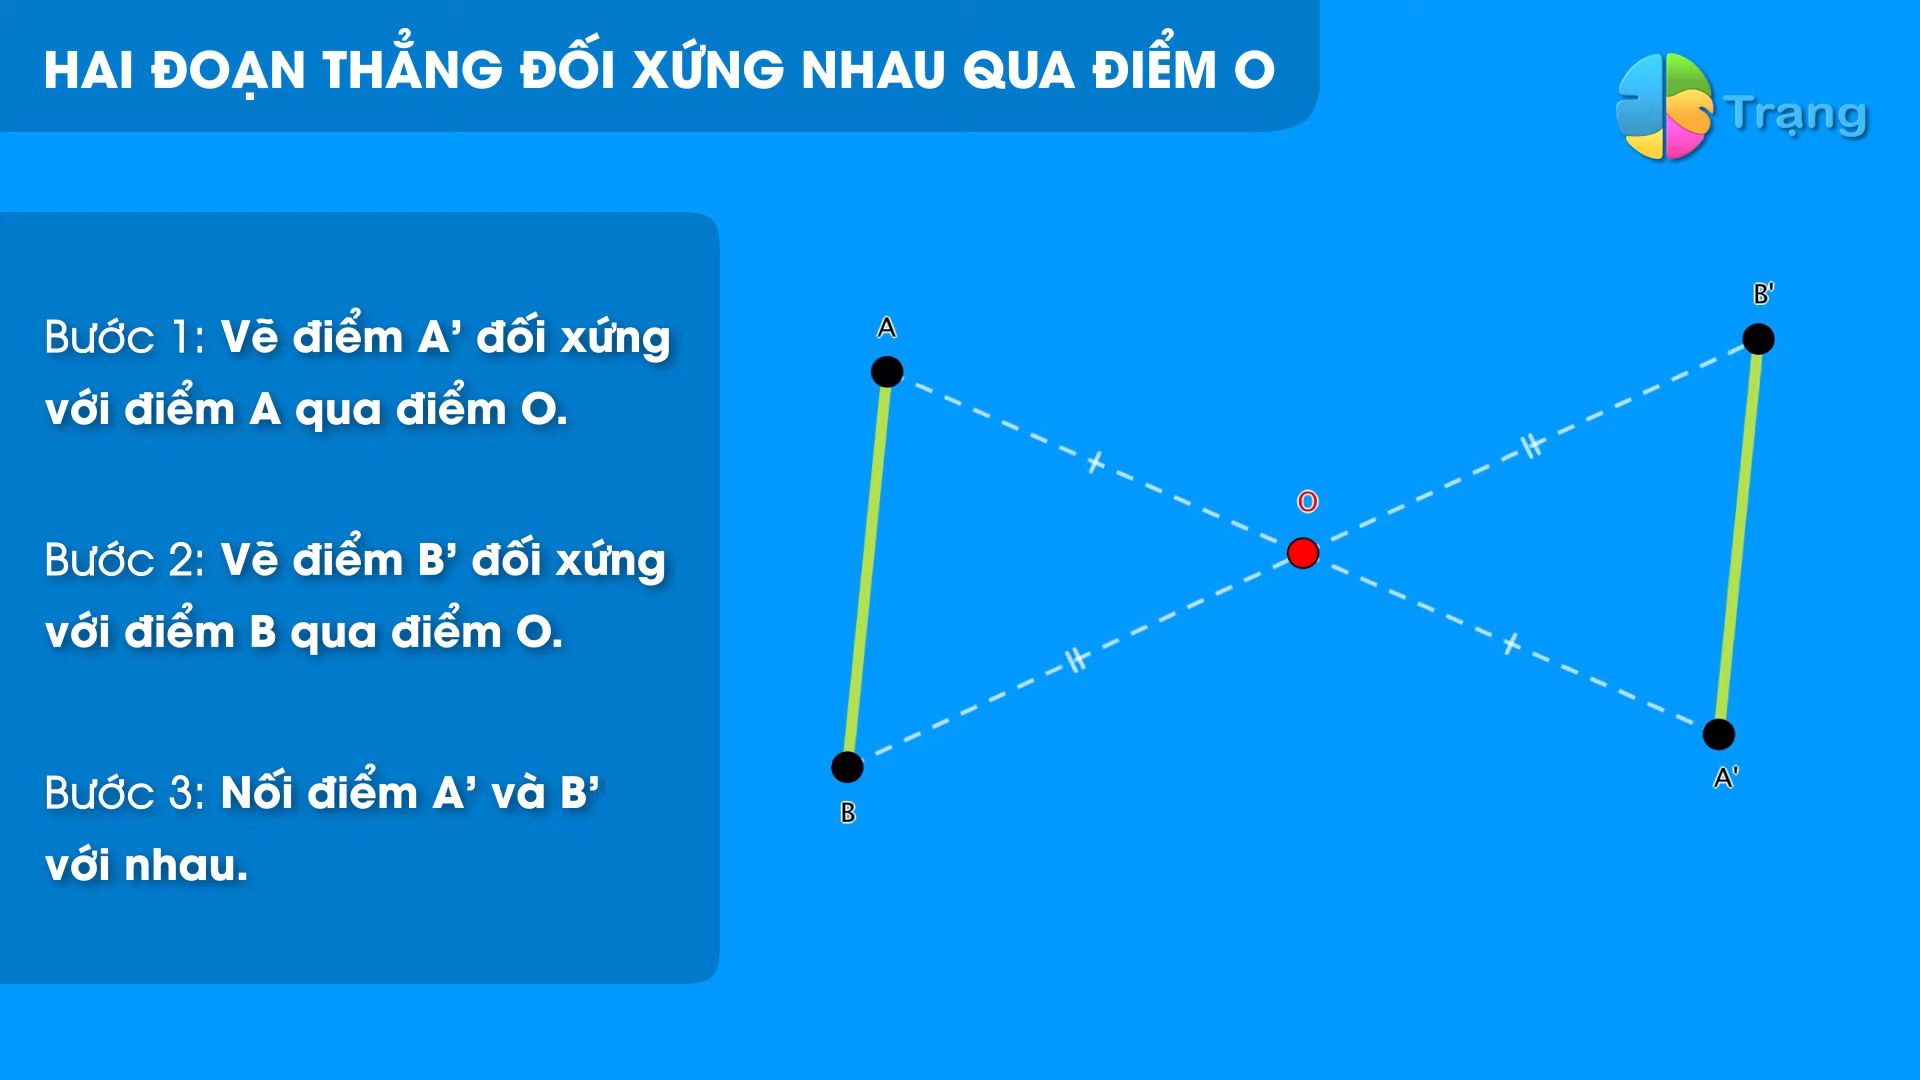 HAI ĐOẠN THẲNG ĐỐI XỨNG NHAU QUA ĐIỂM O
Trạng
Bước 1: Vẽ điểm A’ đối xứng
với điểm A qua điểm O.
Bước 2: Vẽ điểm B’ đối xứng
với điểm B qua điểm O.
Bước 3: Nối điểm A’ và B’
với nhau.
A
B'
O
A'
B